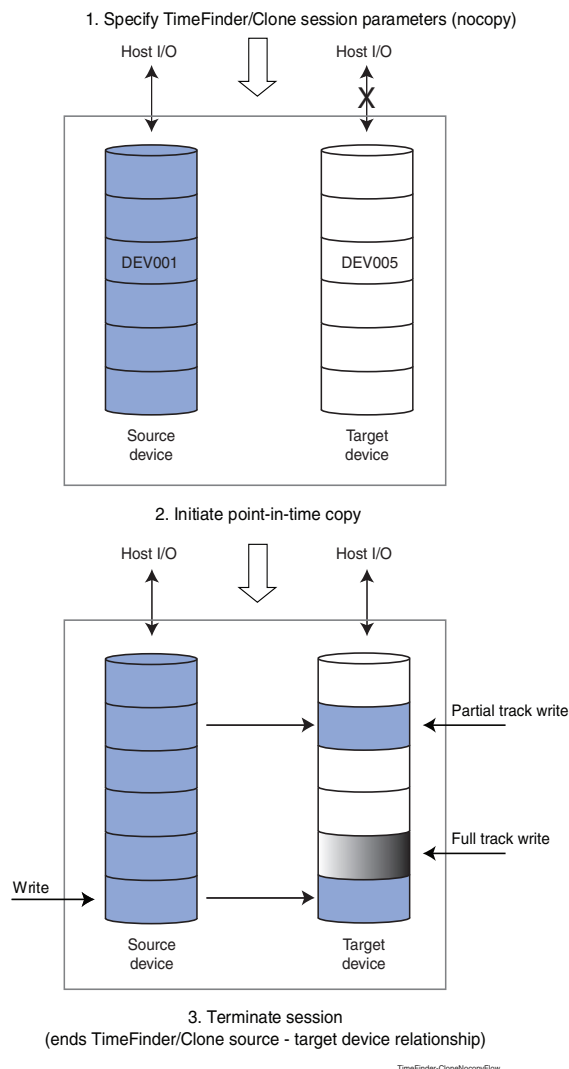 1. Specify TimeFinder/Clone session parameters (nocopy)
Host I/O
Host I/O
X
DEV001
DEV005
Source
device
Target
device
2. Initiate point-in-time copy
Host I/O
Host I/O
Partial track write
Full track write
Write
Source
device
Target
device
3. Terminate session
(ends TimeFinder/Clone source - target device relationship)
TimeFinder-CloneNocopyFlow